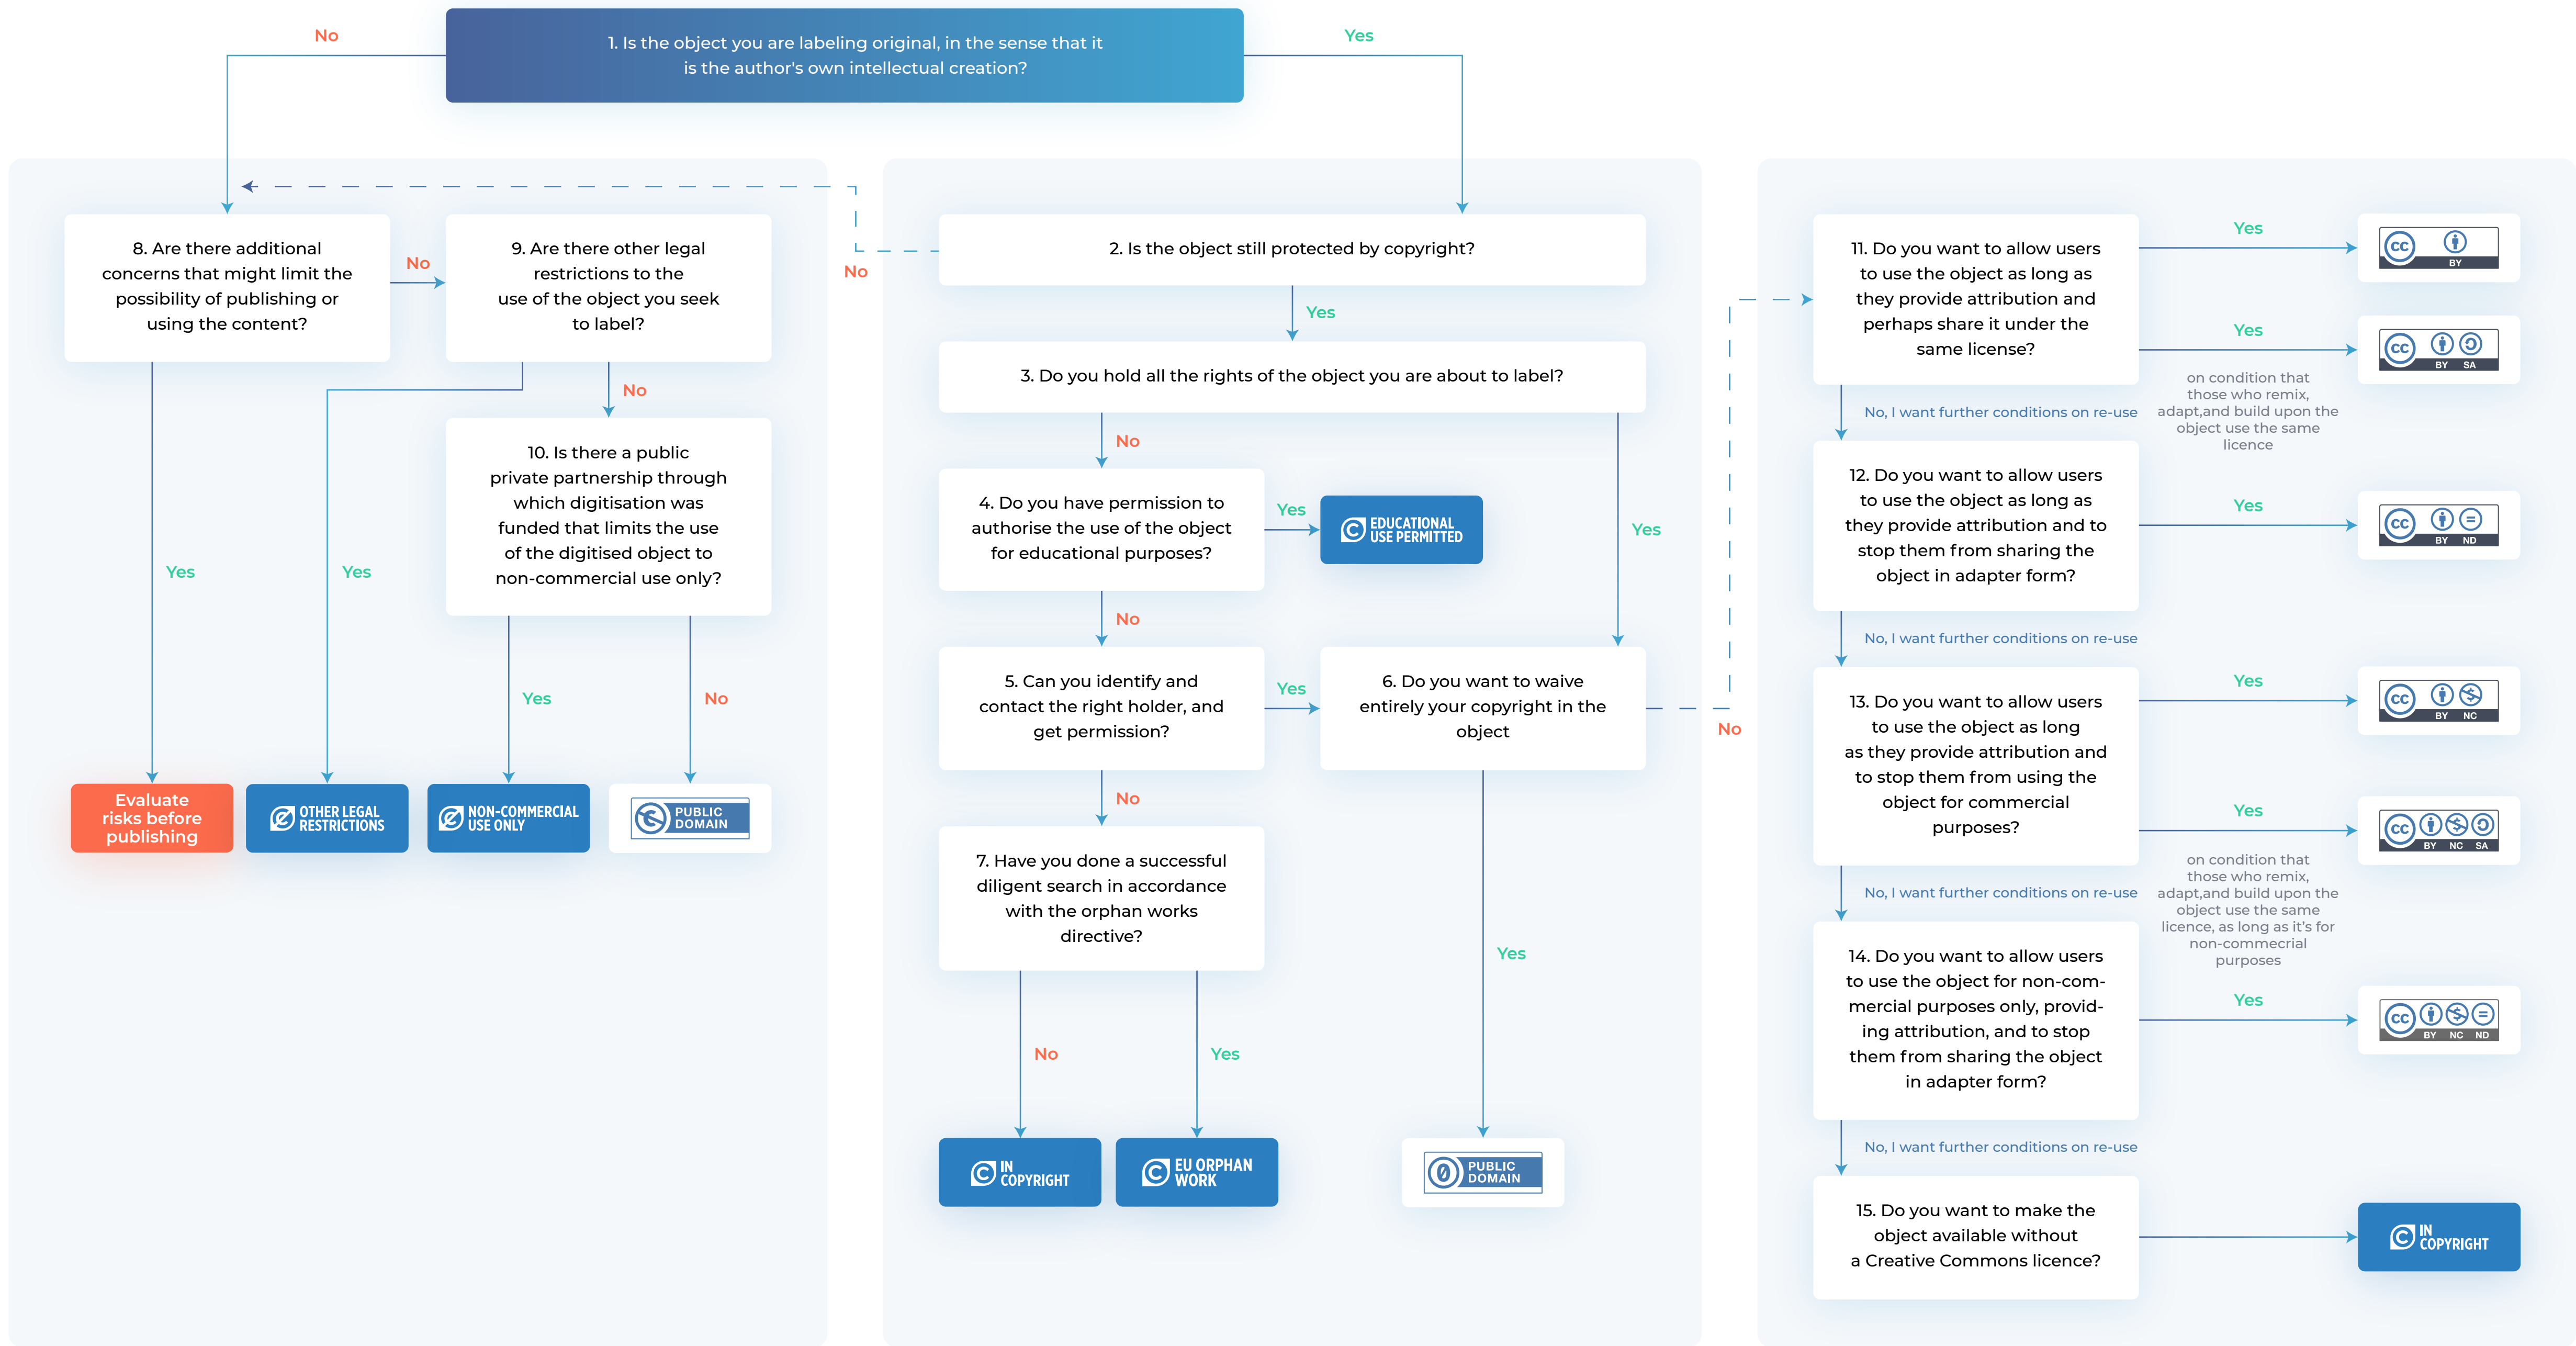 No
1. Is the object you are labeling original, in the sense that it
is the author's own intellectual creation?
Yes
8. Are there additional
concerns that might limit the
possibility of publishing or
using the content?
No
9. Are there other legal
restrictions to the
use of the object you seek
to label?
No
10. Is there a public
private partnership through
which digitisation was
funded that limits the use
of the digitised object to
non-commercial use only?
Yes
Yes
Yes
No
Evaluate
risks before
publishing
OTHER LEGAL
RESTRICTIONS
NON-COMMERCIAL
USE ONLY
PUBLIC
DOMAIN
No
2. Is the object still protected by copyright?
Yes
3. Do you hold all the rights of the object you are about to label?
No
4. Do you have permission to
authorise the use of the object
for educational purposes?
Yes
C EDUCATIONAL
USE PERMITTED
Yes
No
5. Can you identify and
contact the right holder, and
get permission?
Yes
6. Do you want to waive
entirely your copyright in the
object
No
No
7. Have you done a successful
diligent search in accordance
with the orphan works
directive?
No
Yes
Yes
C IN
COPYRIGHT
C EU ORPHAN
WORK
0 PUBLIC
DOMAIN
11. Do you want to allow users
to use the object as long as
they provide attribution and
perhaps share it under the
same license?
Yes
cc
BY
Yes
cc
BY SA
on condition that
those who remix,
adapt,and build upon the
object use the same
licence
No, I want further conditions on re-use
12. Do you want to allow users
to use the object as long as
they provide attribution and to
stop them from sharing the
object in adapter form?
Yes
cc =
BY ND
No, I want further conditions on re-use
13. Do you want to allow users
to use the object as long
as they provide attribution and
to stop them from using the
object for commercial
purposes?
Yes
cc $
BY NC
Yes
cc $
BY NC SA
on condition that
those who remix,
adapt,and build upon the
object use the same
licence, as long as it's for
non-commecrial
purposes
No, I want further conditions on re-use
14. Do you want to allow users
to use the object for non-com-
mercial purposes only, provid-
ing attribution, and to stop
them from sharing the object
in adapter form?
Yes
cc $ =
BY NC ND
No, I want further conditions on re-use
15. Do you want to make the
object available without
a Creative Commons licence?
C IN
COPYRIGHT